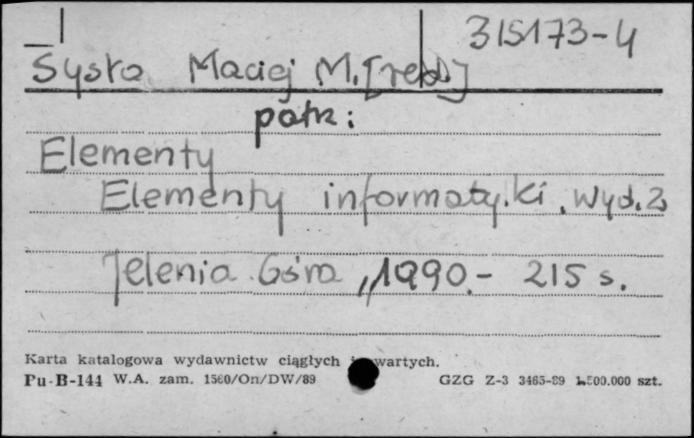 315173-4
Sysło Maciej M. [red.]
patrz:
Elementy
Elementy informatyki. Wyd. 2
Jelenia Góra, 1990.- 215 s.
Karta katalogowa wydawnictw ciągłych i zwartych.
Pu-B-144 W.A. zam. 1560/On/DW/89 GZG Z-3 3465-89 1.500.000 szt.